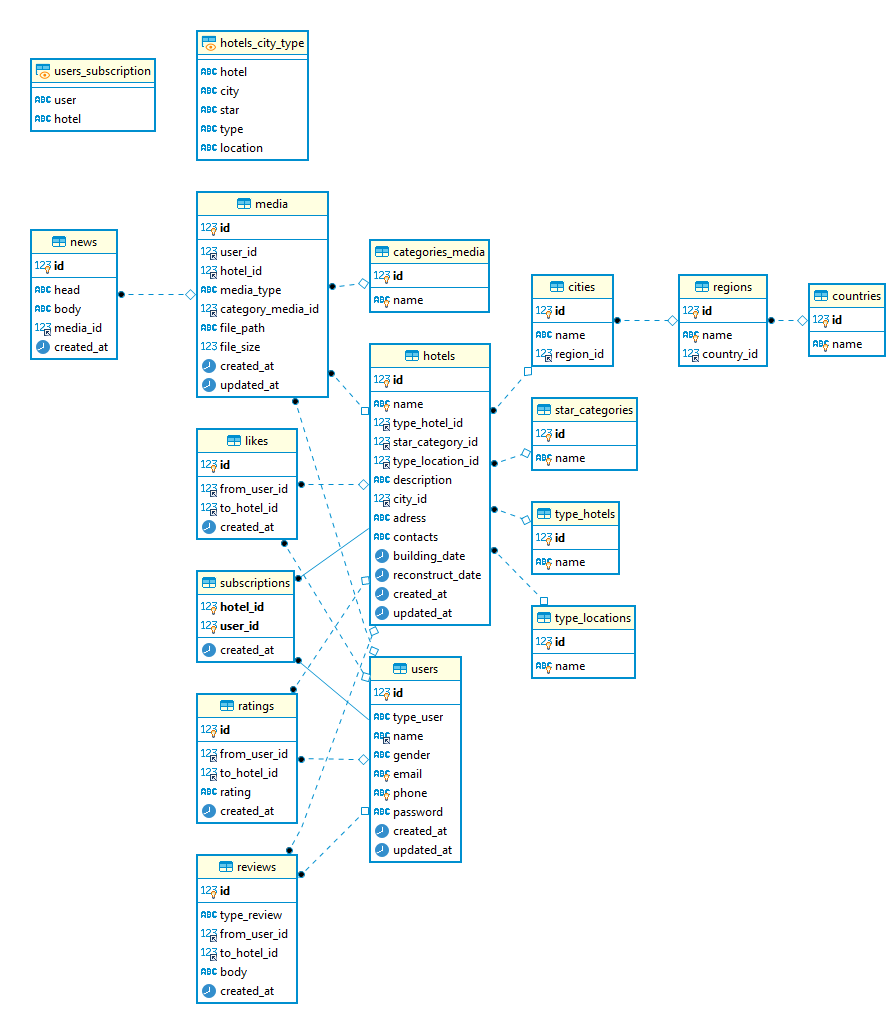 users_subscription
user
hotel
hotels_city_type
hotel
city
star
type
location
news
id
head
body
media_id
created_at
media
id
user_id
hotel_id
media_type
category_media_id
file_path
file_size
created_at
updated_at
categories_media
id
name
cities
id
name
region_id
regions
id
name
country_id
countries
id
name
hotels
id
name
type_hotel_id
star_category_id
type_location_id
description
city_id
adress
contacts
building_date
reconstruct_date
created_at
updated_at
star_categories
id
name
type_hotels
id
name
type_locations
id
name
likes
id
from_user_id
to_hotel_id
created_at
subscriptions
hotel_id
user_id
created_at
users
id
type_user
name
gender
email
phone
password
created_at
updated_at
ratings
id
from_user_id
to_hotel_id
rating
created_at
reviews
id
type_review
from_user_id
to_hotel_id
body
created_at